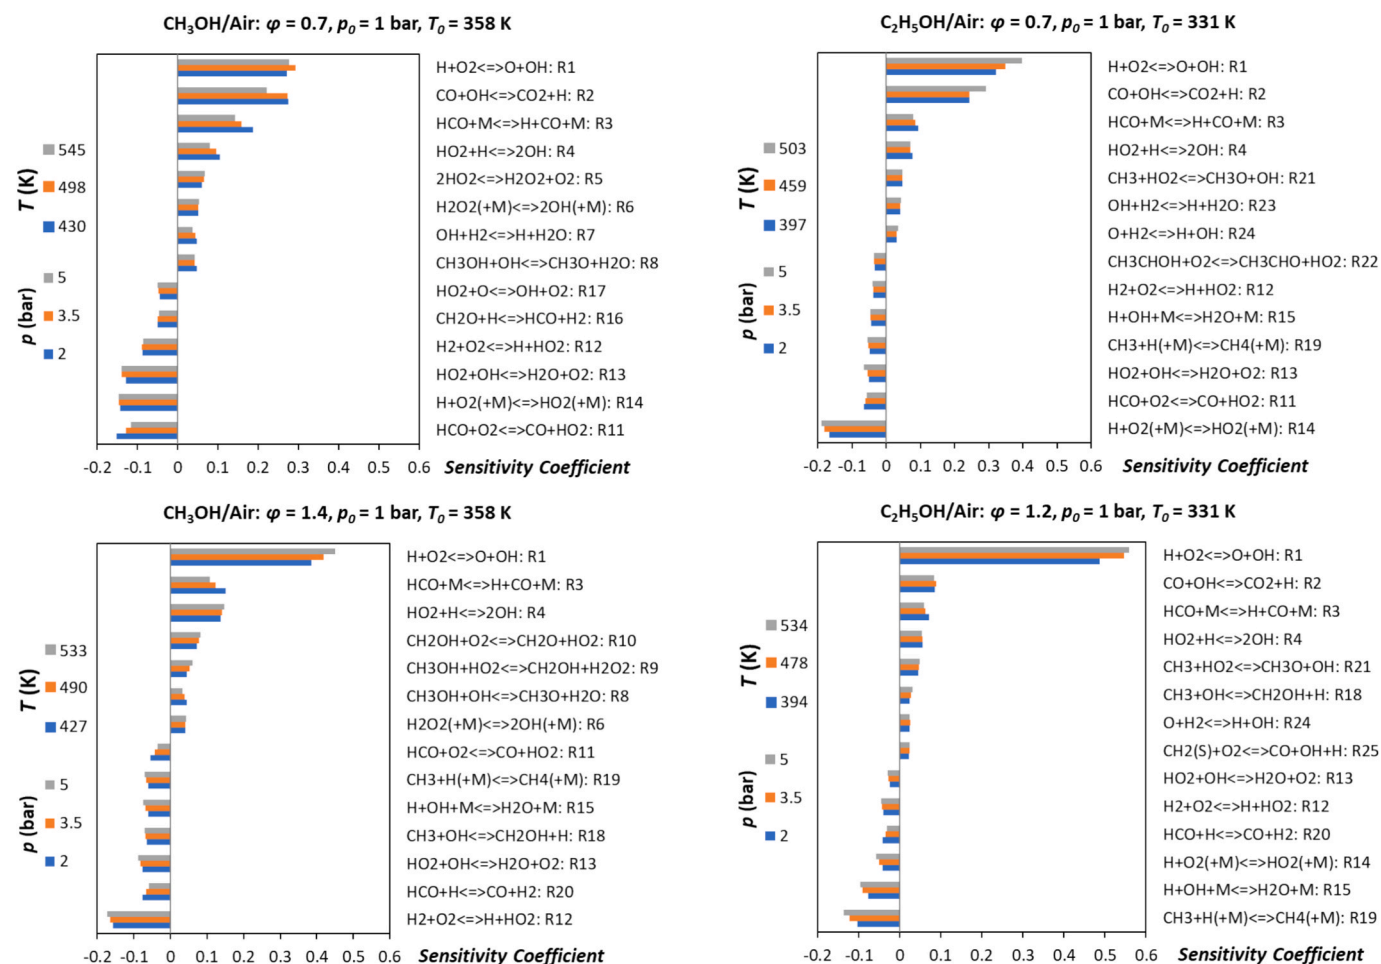 CH3OH/Air: φ = 0.7, p0 = 1 bar, T0 = 358 K
T (K)
545
498
430
p (bar)
5
3.5
2
H+O2<=>O+OH: R1
CO+OH<=>CO2+H: R2
HCO+M<=>H+CO+M: R3
HO2+H<=>2OH: R4
2HO2<=>H2O2+O2: R5
H2O2(+M)<=>2OH(+M): R6
OH+H2<=>H+H2O: R7
CH3OH+OH<=>CH3O+H2O: R8
HO2+O<=>OH+O2: R17
CH2O+H<=>HCO+H2: R16
H2+O2<=>H+HO2: R12
HO2+OH<=>H2O+O2: R13
H+O2(+M)<=>HO2(+M): R14
HCO+O2<=>CO+HO2: R11
-0.2 -0.1 0 0.1 0.2 0.3 0.4 0.5 0.6 Sensitivity Coefficient
C2H5OH/Air: φ = 0.7, p0 = 1 bar, T0 = 331 K
T (K)
503
459
397
p (bar)
5
3.5
2
H+O2<=>O+OH: R1
CO+OH<=>CO2+H: R2
HCO+M<=>H+CO+M: R3
HO2+H<=>2OH: R4
CH3+HO2<=>CH3O+OH: R21
OH+H2<=>H+H2O: R23
O+H2<=>H+OH: R24
CH3CHOH+O2<=>CH3CHO+HO2: R22
H2+O2<=>H+HO2: R12
H+OH+M<=>H2O+M: R15
CH3+H(+M)<=>CH4(+M): R19
HO2+OH<=>H2O+O2: R13
HCO+O2<=>CO+HO2: R11
H+O2(+M)<=>HO2(+M): R14
-0.2 -0.1 0 0.1 0.2 0.3 0.4 0.5 0.6 Sensitivity Coefficient
CH3OH/Air: φ = 1.4, p0 = 1 bar, T0 = 358 K
T (K)
533
490
427
p (bar)
5
3.5
2
H+O2<=>O+OH: R1
HCO+M<=>H+CO+M: R3
HO2+H<=>2OH: R4
CH2OH+O2<=>CH2O+HO2: R10
CH3OH+HO2<=>CH2OH+H2O2: R9
CH3OH+OH<=>CH3O+H2O: R8
H2O2(+M)<=>2OH(+M): R6
HCO+O2<=>CO+HO2: R11
CH3+H(+M)<=>CH4(+M): R19
H+OH+M<=>H2O+M: R15
CH3+OH<=>CH2OH+H: R18
HO2+OH<=>H2O+O2: R13
HCO+H<=>CO+H2: R20
H2+O2<=>H+HO2: R12
-0.2 -0.1 0 0.1 0.2 0.3 0.4 0.5 0.6 Sensitivity Coefficient
C2H5OH/Air: φ = 1.2, p0 = 1 bar, T0 = 331 K
T (K)
534
478
394
p (bar)
5
3.5
2
H+O2<=>O+OH: R1
CO+OH<=>CO2+H: R2
HCO+M<=>H+CO+M: R3
HO2+H<=>2OH: R4
CH3+HO2<=>CH3O+OH: R21
CH3+OH<=>CH2OH+H: R18
O+H2<=>H+OH: R24
CH2(S)+O2<=>CO+OH+H: R25
HO2+OH<=>H2O+O2: R13
H2+O2<=>H+HO2: R12
HCO+H<=>CO+H2: R20
H+O2(+M)<=>HO2(+M): R14
H+OH+M<=>H2O+M: R15
CH3+H(+M)<=>CH4(+M): R19
-0.2 -0.1 0 0.1 0.2 0.3 0.4 0.5 0.6 Sensitivity Coefficient